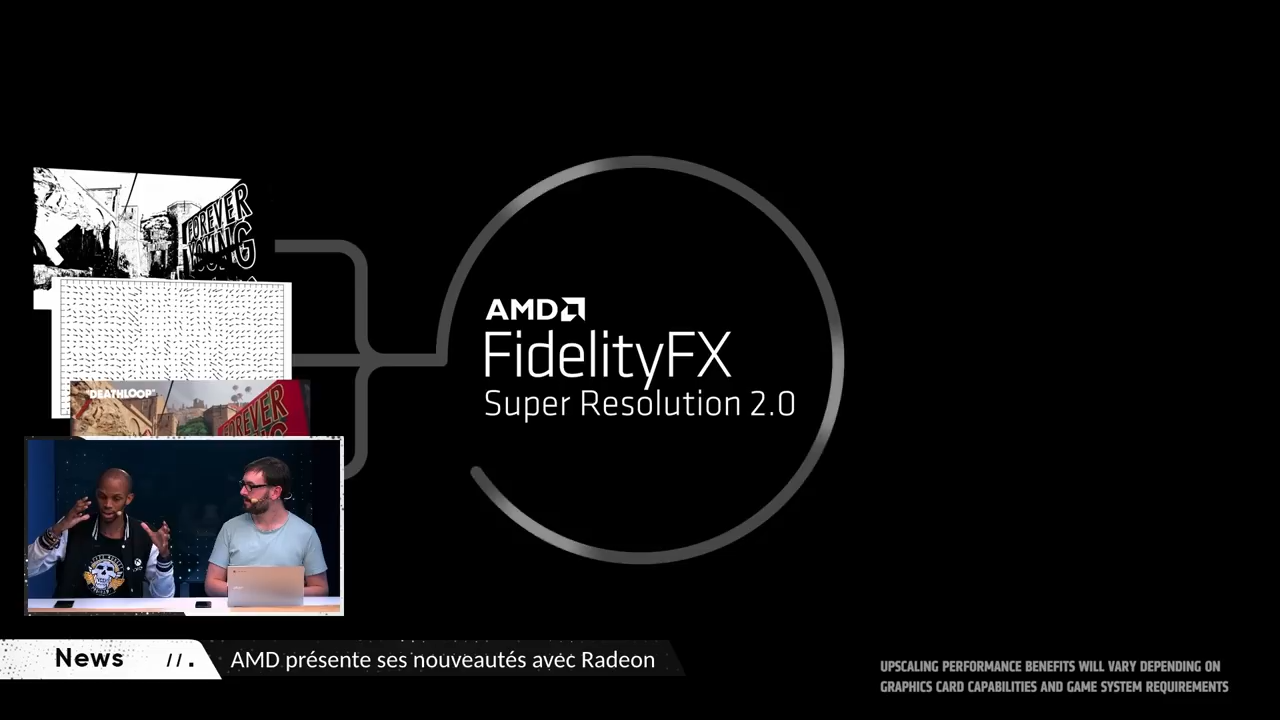 FOREVER
YOUNG
DEATHLOOP
FOREVER
AMD
FidelityFX
Super Resolution 2.0
News //.
AMD présente ses nouveautés avec Radeon
UPSCALING PERFORMANCE BENEFITS WILL VARY DEPENDING ON
GRAPHICS CARD CAPABILITIES AND GAME SYSTEM REQUIREMENTS